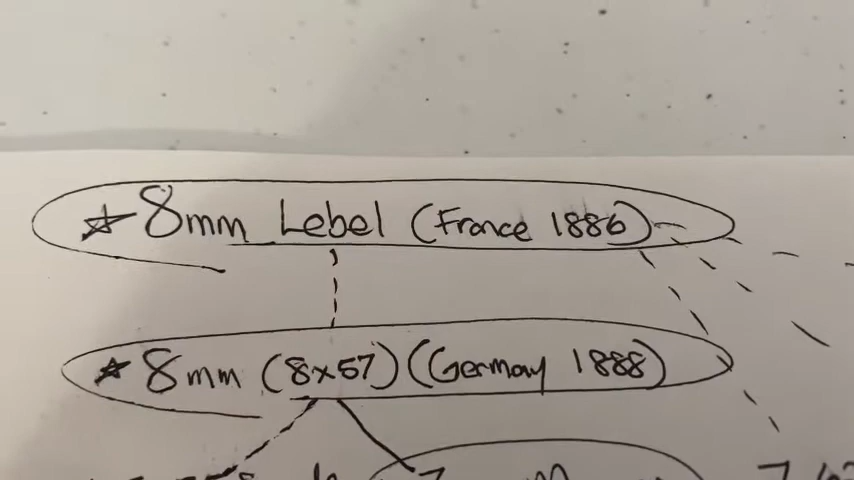 ☆8mm Lebel (France 1886)
★8mm (8x57)(Germany 1888)